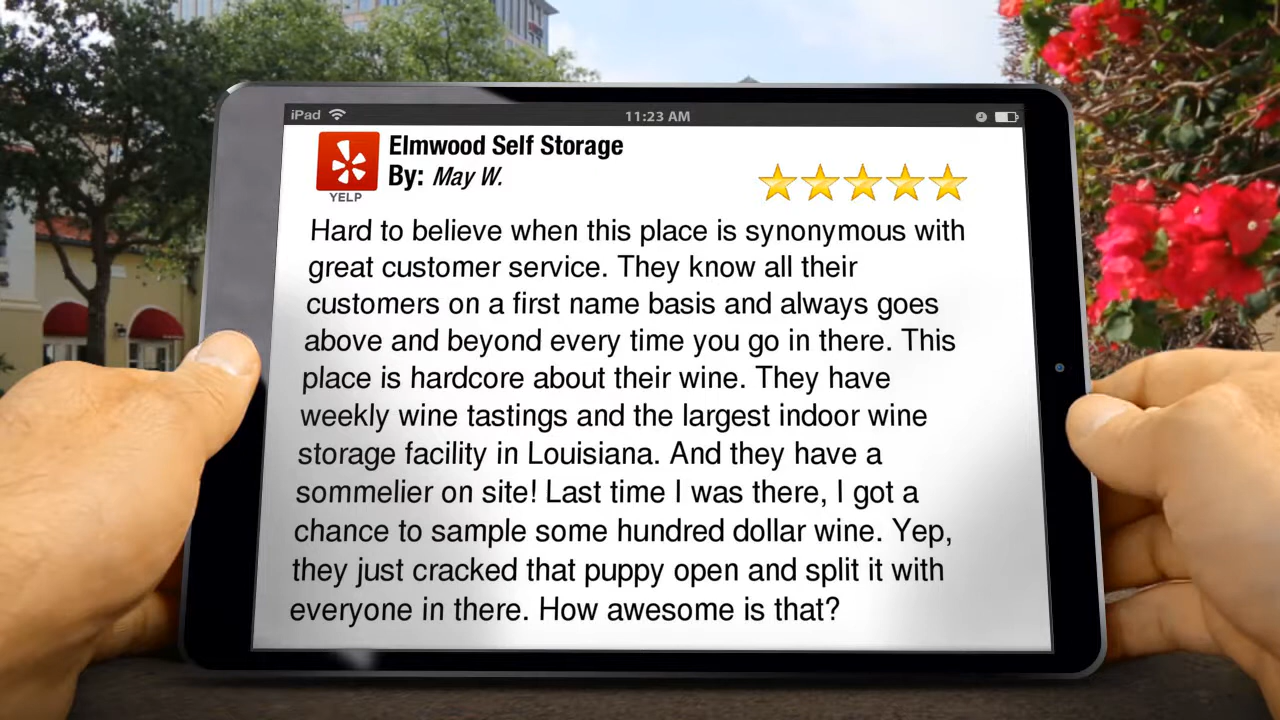 iPad 11:23 AM
Elmwood Self Storage
By: May W.
YELP
Hard to believe when this place is synonymous with
great customer service. They know all their
customers on a first name basis and always goes
above and beyond every time you go in there. This
place is hardcore about their wine. They have
weekly wine tastings and the largest indoor wine
storage facility in Louisiana. And they have a
sommelier on site! Last time I was there, I got a
chance to sample some hundred dollar wine. Yep,
they just cracked that puppy open and split it with
everyone in there. How awesome is that?